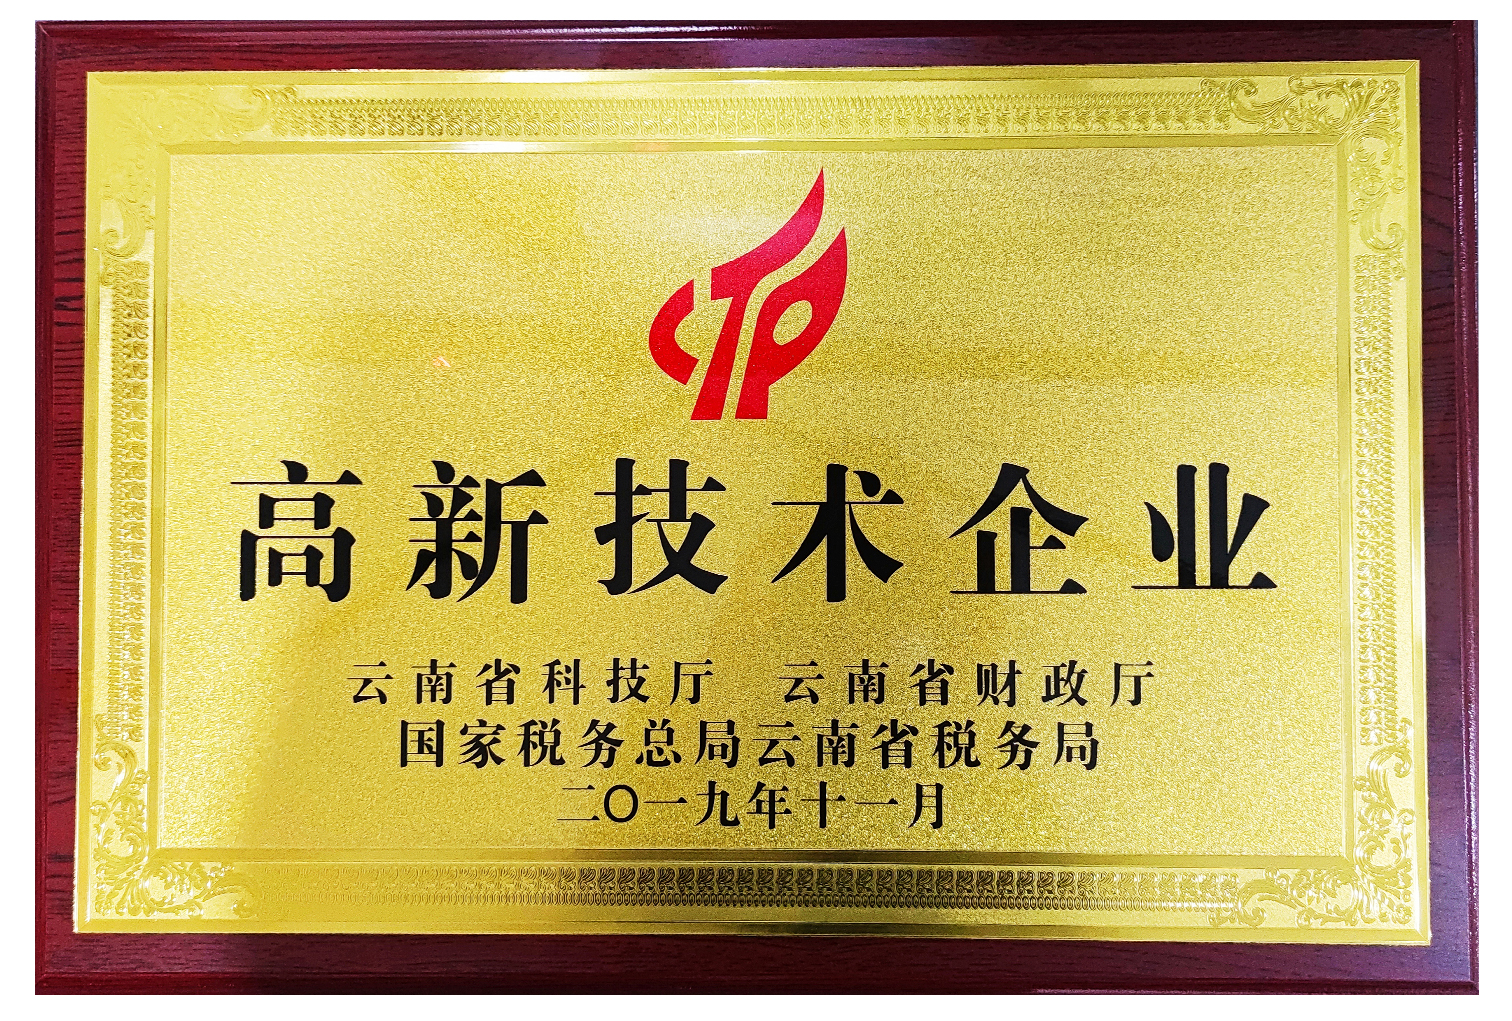 高新技术企业
云南省科技厅 云南省财政厅
国家税务总局云南省税务局
二〇一九年十一月